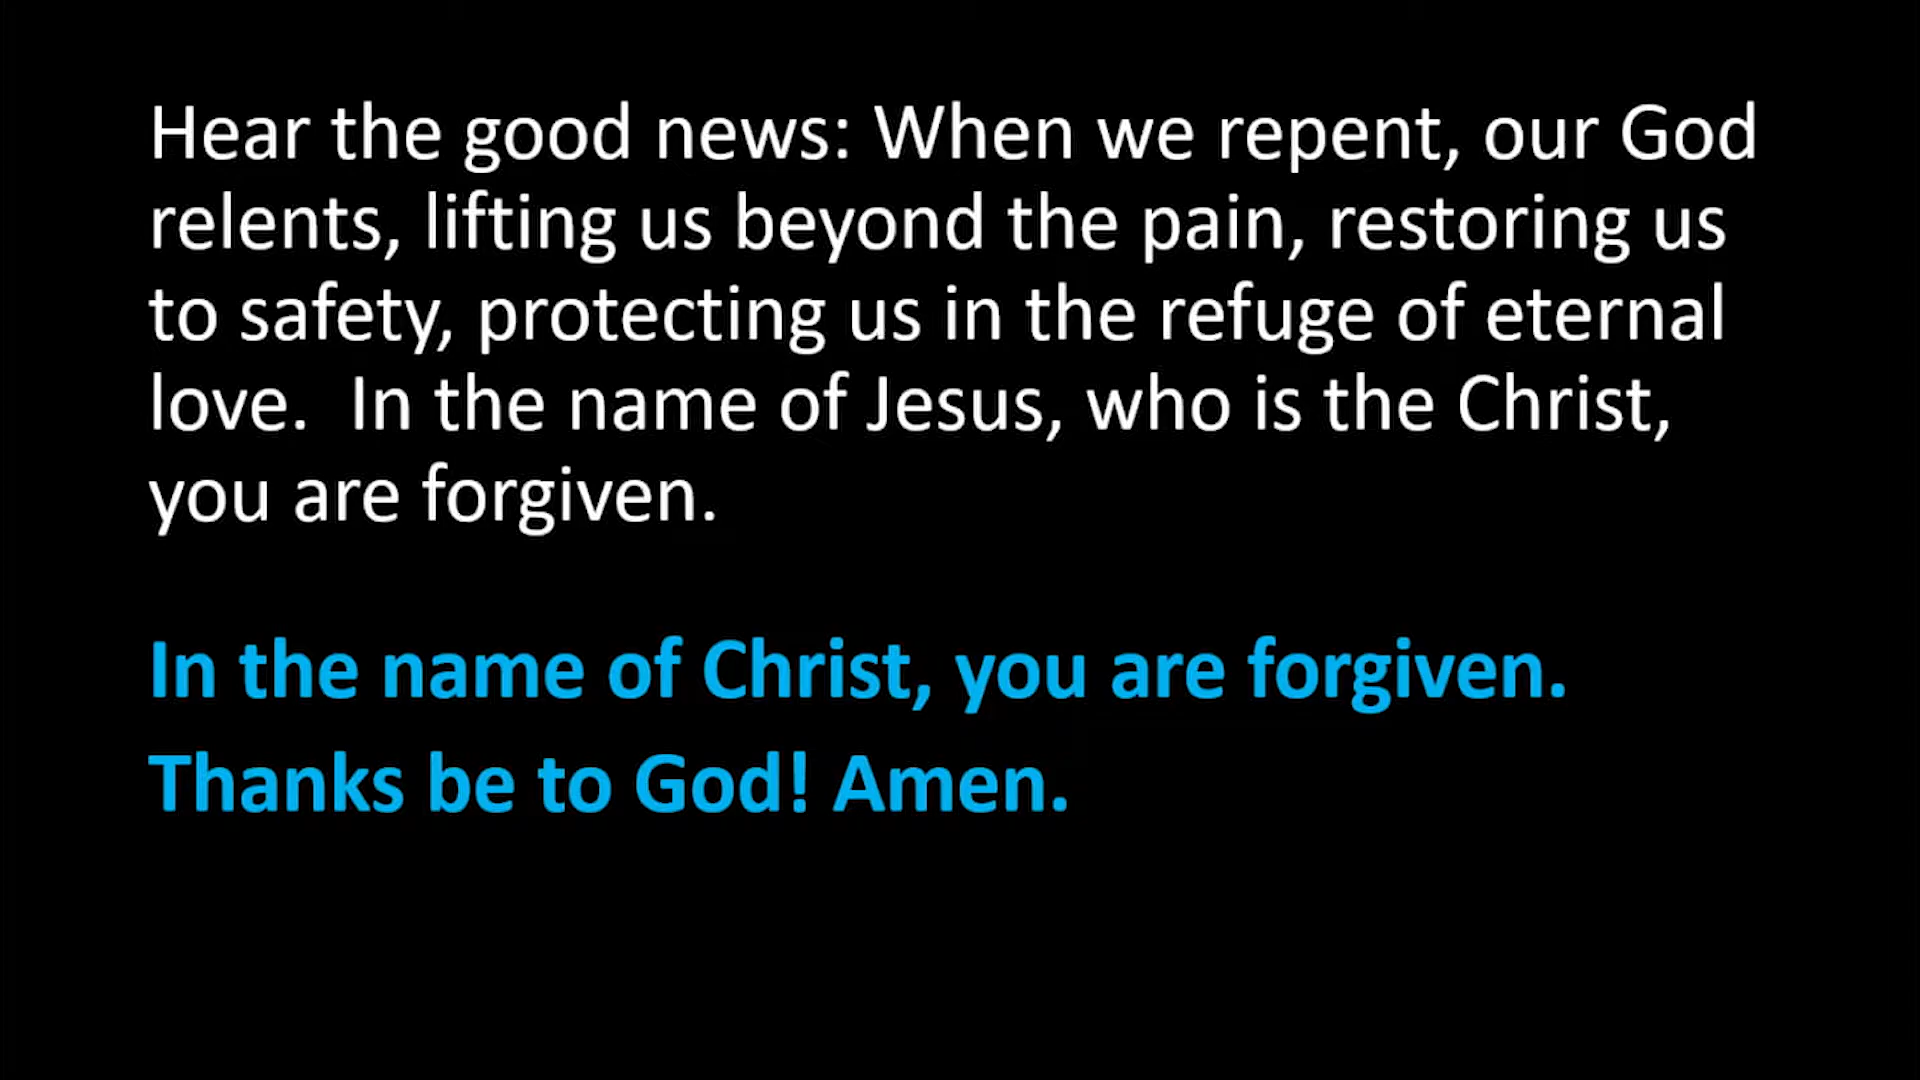 Hear the good news: When we repent, our God
relents, lifting us beyond the pain, restoring us
to safety, protecting us in the refuge of eternal
love.  In the name of Jesus, who is the Christ,
you are forgiven.
In the name of Christ, you are forgiven.
Thanks be to God! Amen.